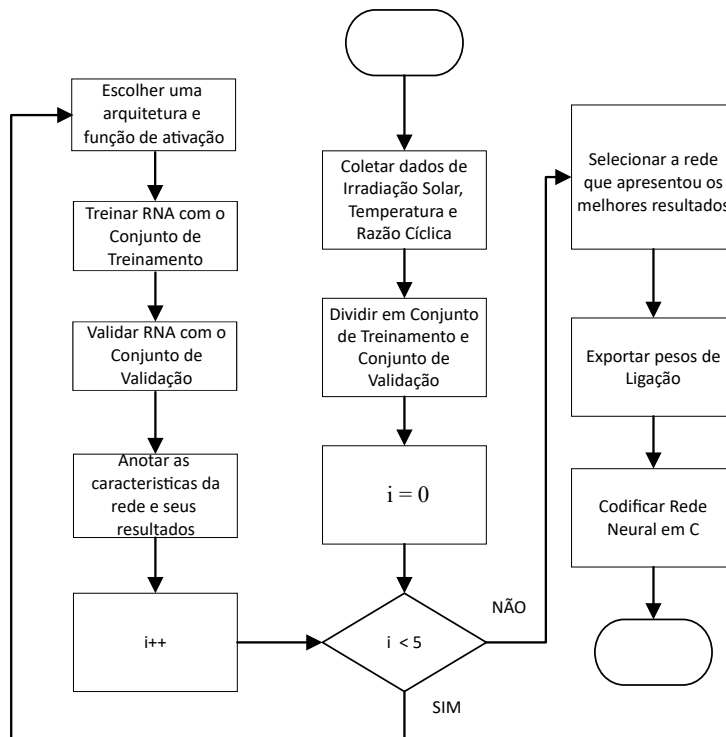 Escolher uma
arquitetura e
função de ativação
Treinar RNA com o
Conjunto de
Treinamento
Validar RNA com o
Conjunto de
Validação
Anotar as
caracteristicas da
rede e seus
resultados
i++
Coletar dados de
Irradiação Solar,
Temperatura e
Razão Cíclica
Dividir em Conjunto
de Treinamento e
Conjunto de
Validação
i = 0
i < 5
NÃO
SIM
Selecionar a rede
que apresentou os
melhores resultados
Exportar pesos de
Ligação
Codificar Rede
Neural em C